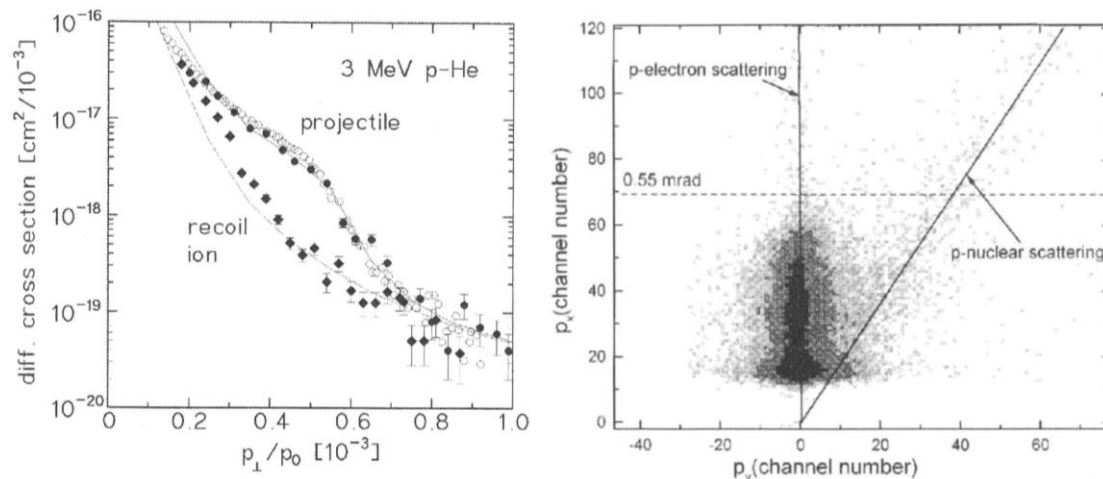 10⁻¹⁶
10⁻¹⁷
10⁻¹⁸
10⁻¹⁹
10⁻²⁰
diff. cross section [cm²/10⁻³]
3 MeV p-He
projectile
recoil
ion
0 0.2 0.4 0.6 0.8 1.0
p⊥/p₀ [10⁻³]
120
100
80
60
40
20
0
pₓ(channel number)
p-electron scattering
0.55 mrad
p-nuclear scattering
-40 -20 0 20 40 60
pᵧ(channel number)